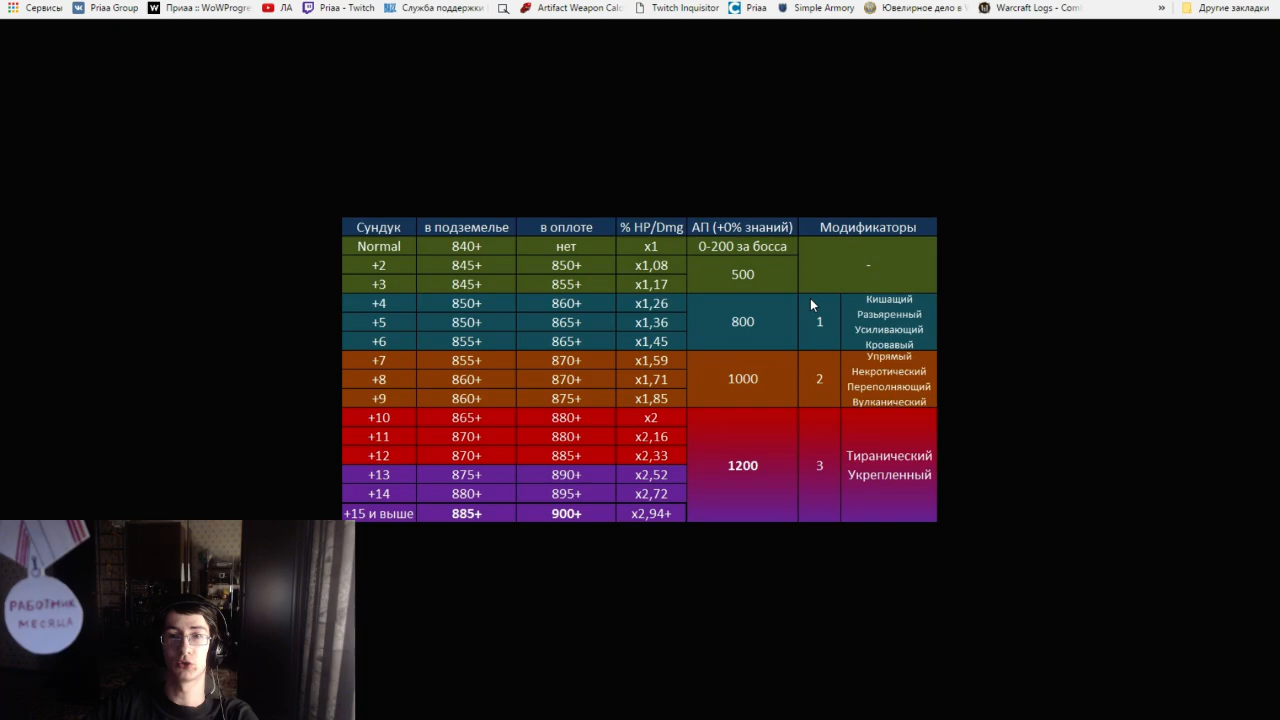 Сервисы Priaa Group Приаа :: WoWProgre ЛА Priaa - Twitch Служба поддержки Artifact Weapon Calc Twitch Inquisitor Priaa Simple Armory Ювелирное дело в Warcraft Logs - Com » Другие закладки
Сундук в подземелье в оплоте % HP/Dmg АП (+0% знаний) Модификаторы
Normal 840+ нет x1 0-200 за босса -
+2 845+ 850+ x1,08 500
+3 845+ 855+ x1,17
+4 850+ 860+ x1,26 800 1 Кишащий
Разьяренный
+5 850+ 865+ x1,36 Усиливающий
+6 855+ 865+ x1,45 Кровавый
+7 855+ 870+ x1,59 1000 2 Упрямый
Некротический
+8 860+ 870+ x1,71 Переполняющий
+9 860+ 875+ x1,85 Вулканический
+10 865+ 880+ x2 1200 3
+11 870+ 880+ x2,16
+12 870+ 885+ x2,33 Тиранический
+13 875+ 890+ x2,52 Укрепленный
+14 880+ 895+ x2,72
+15 и выше 885+ 900+ x2,94+
РАБОТНИК
МЕСЯЦА